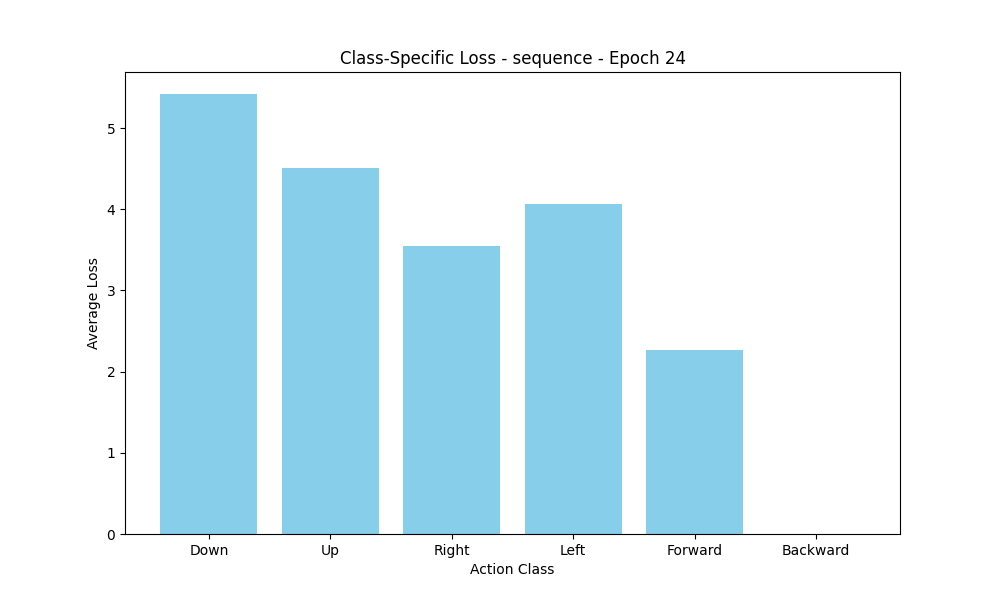 Class-Specific Loss - sequence - Epoch 24
Average Loss
5
4
3
2
1
0
Down Up Right Left Forward Backward
Action Class